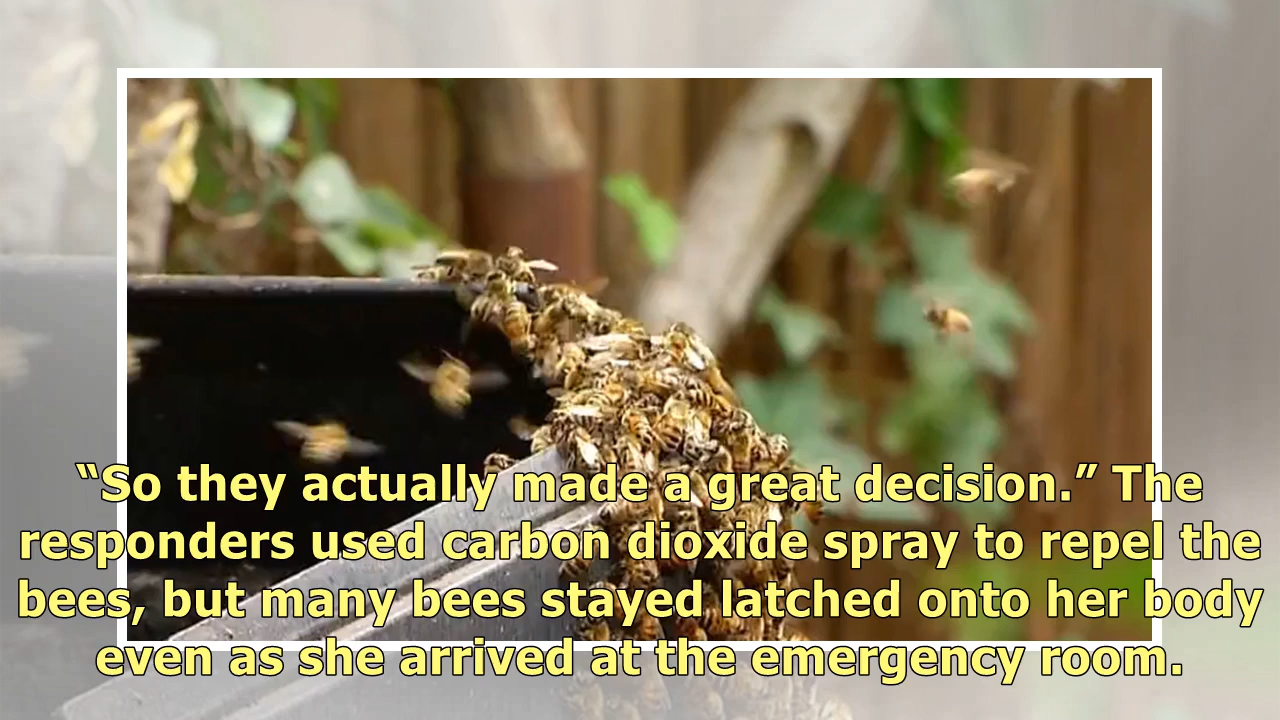 “So they actually made a great decision.” The
responders used carbon dioxide spray to repel the
bees, but many bees stayed latched onto her body
even as she arrived at the emergency room.